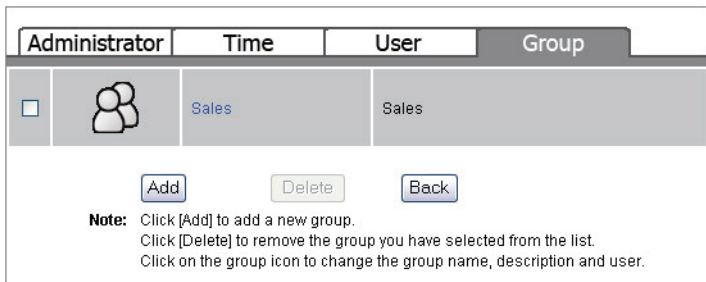 Administrator Time User Group
Sales Sales
Add Delete Back
Note: Click [Add] to add a new group.
Click [Delete] to remove the group you have selected from the list.
Click on the group icon to change the group name, description and user.